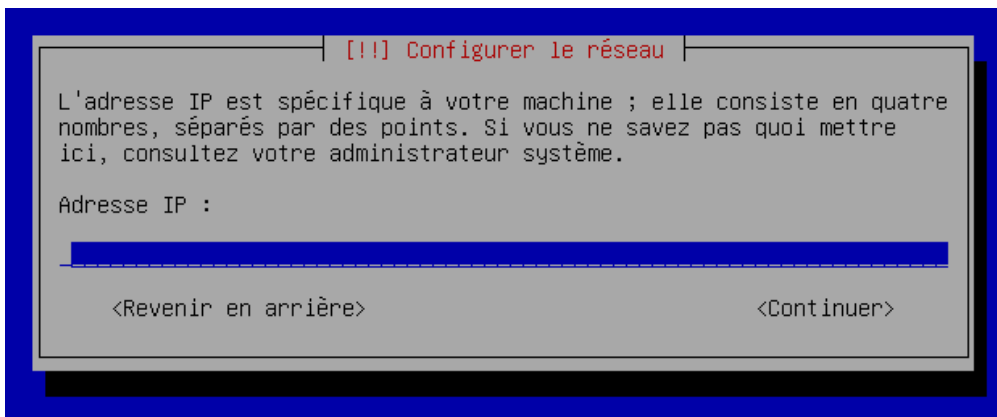 [!!] Configurer le réseau
L'adresse IP est spécifique à votre machine ; elle consiste en quatre
nombres, séparés par des points. Si vous ne savez pas quoi mettre
ici, consultez votre administrateur système.
Adresse IP :
<Revenir en arrière> <Continuer>